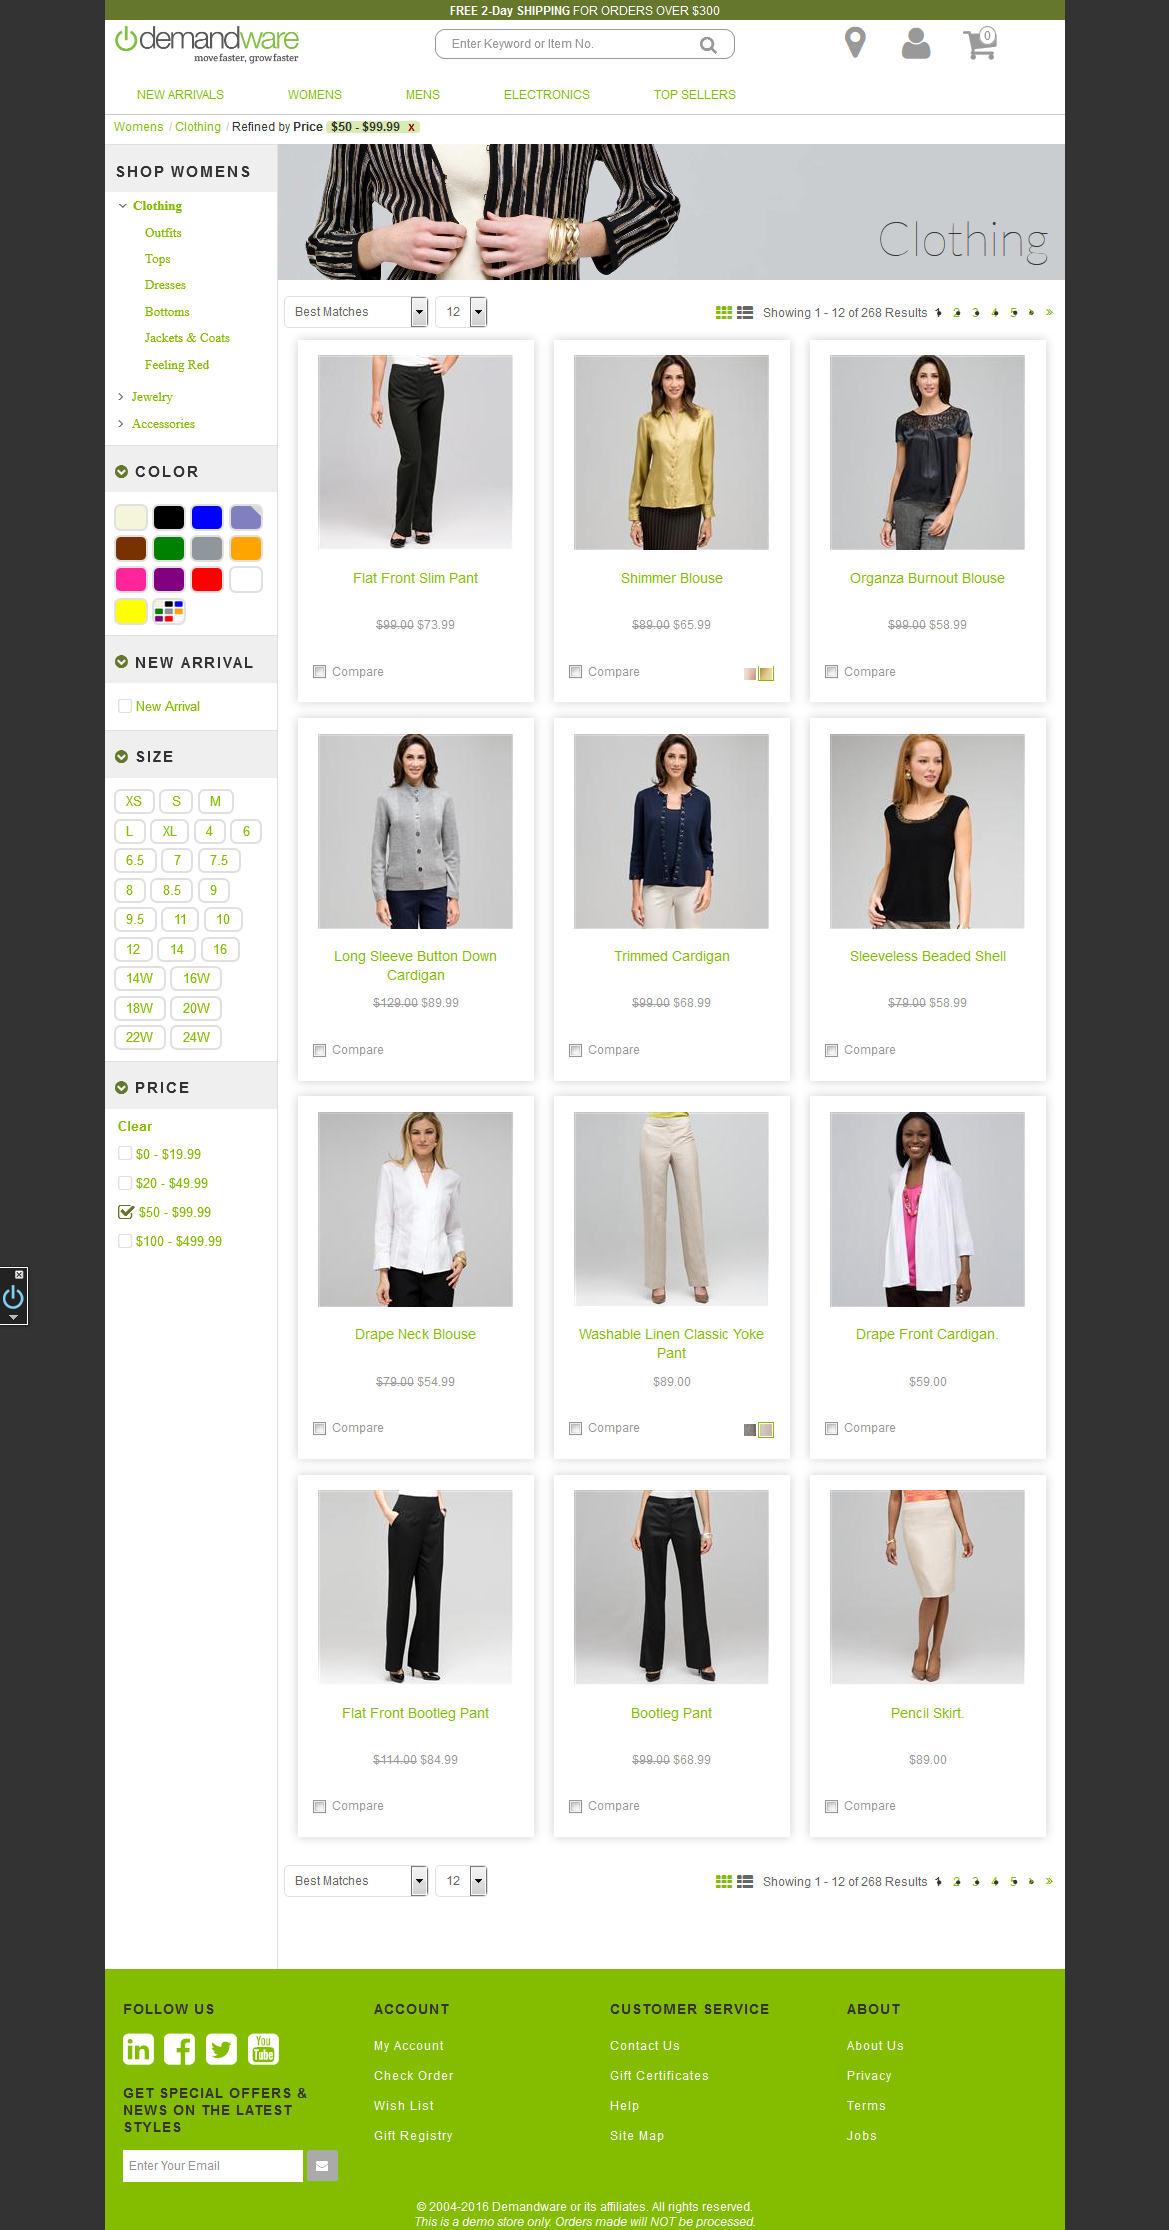 FREE 2-Day SHIPPING FOR ORDERS OVER $300
demandware
move faster, grow faster
Enter Keyword or Item No.
0
NEW ARRIVALS WOMENS MENS ELECTRONICS TOP SELLERS
Womens / Clothing / Refined by Price $50 - $99.99 x
SHOP WOMENS
Clothing
Outfits
Tops
Dresses
Bottoms
Jackets & Coats
Feeling Red
Jewelry
Accessories
COLOR
NEW ARRIVAL
New Arrival
SIZE
XS S M
L XL 4 6
6.5 7 7.5
8 8.5 9
9.5 11 10
12 14 16
14W 16W
18W 20W
22W 24W
PRICE
Clear
$0 - $19.99
$20 - $49.99
$50 - $99.99
$100 - $499.99
Clothing
Best Matches 12 Showing 1 - 12 of 268 Results 1 2 3 4 5 > »
Flat Front Slim Pant
$99.00 $73.99
Compare
Shimmer Blouse
$89.00 $65.99
Compare
Organza Burnout Blouse
$99.00 $58.99
Compare
Long Sleeve Button Down
Cardigan
$129.00 $89.99
Compare
Trimmed Cardigan
$99.00 $68.99
Compare
Sleeveless Beaded Shell
$79.00 $58.99
Compare
Drape Neck Blouse
$79.00 $54.99
Compare
Washable Linen Classic Yoke
Pant
$89.00
Compare
Drape Front Cardigan.
$59.00
Compare
Flat Front Bootleg Pant
$114.00 $84.99
Compare
Bootleg Pant
$99.00 $68.99
Compare
Pencil Skirt.
$89.00
Compare
Best Matches 12 Showing 1 - 12 of 268 Results 1 2 3 4 5 > »
FOLLOW US
in f You Tube
GET SPECIAL OFFERS &
NEWS ON THE LATEST
STYLES
Enter Your Email
ACCOUNT
My Account
Check Order
Wish List
Gift Registry
CUSTOMER SERVICE
Contact Us
Gift Certificates
Help
Site Map
ABOUT
About Us
Privacy
Terms
Jobs
© 2004-2016 Demandware or its affiliates. All rights reserved.
This is a demo store only. Orders made will NOT be processed.